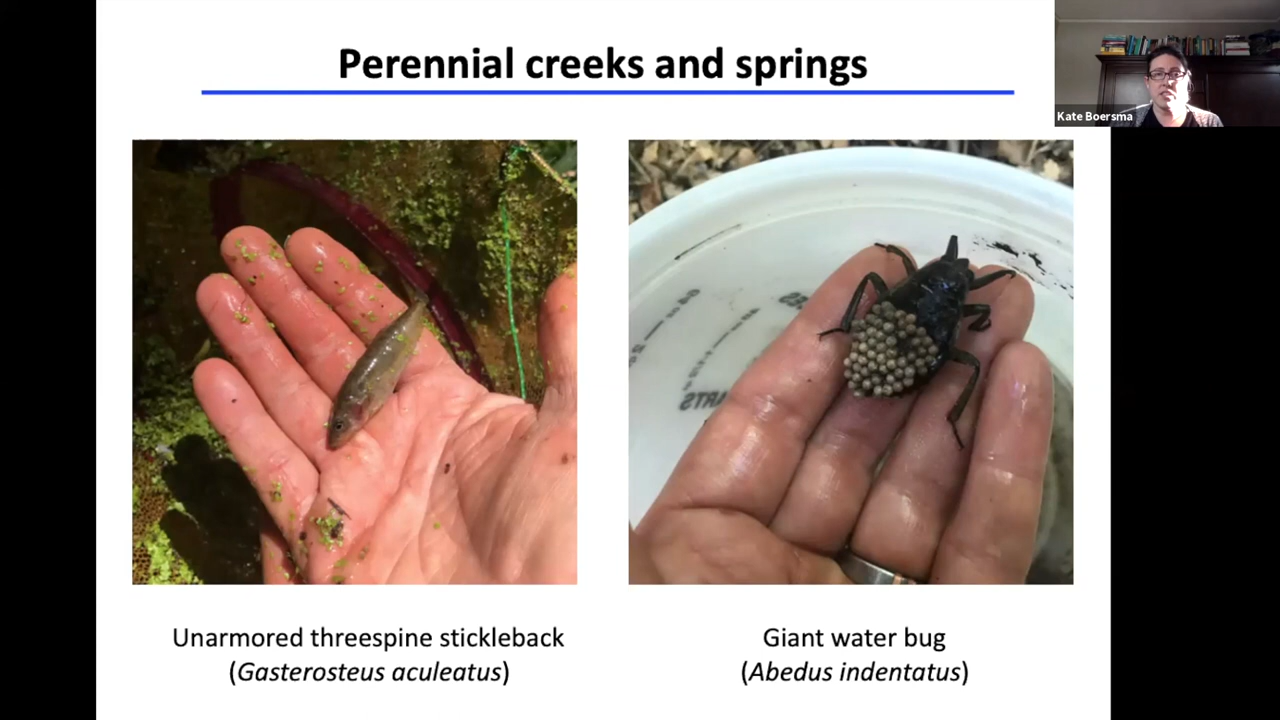 Perennial creeks and springs
Kate Boersma
Unarmored threespine stickleback
(Gasterosteus aculeatus)
Giant water bug
(Abedus indentatus)